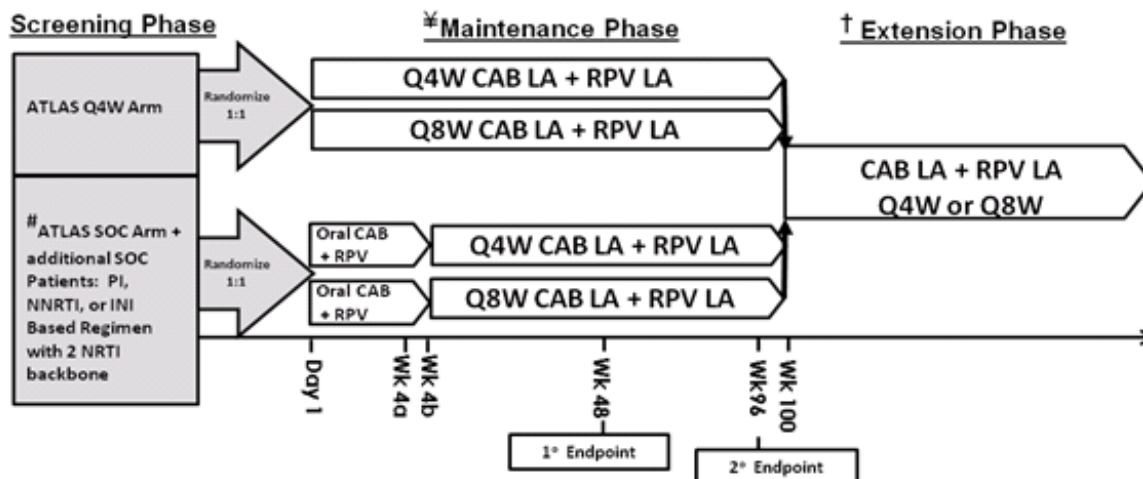 Screening Phase
¥Maintenance Phase
† Extension Phase
ATLAS Q4W Arm
Randomize
1:1
Q4W CAB LA + RPV LA
Q8W CAB LA + RPV LA
CAB LA + RPV LA
Q4W or Q8W
#ATLAS SOC Arm +
additional SOC
Patients: PI,
NNRTI, or INI
Based Regimen
with 2 NRTI
backbone
Randomize
1:1
Oral CAB
+ RPV
Q4W CAB LA + RPV LA
Oral CAB
+ RPV
Q8W CAB LA + RPV LA
Day 1
Wk 4a
Wk 4b
Wk 48
Wk96
Wk 100
1° Endpoint
2° Endpoint